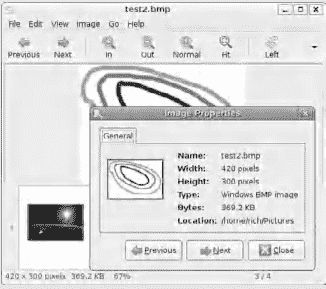 test2.bmp
File Edit View Image Go Help
Previous Next In Out Normal Fit Left
Image Properties
General
Name: test2.bmp
Width: 420 pixels
Height: 300 pixels
Type: Windows BMP image
Bytes: 369.2 KB
Location: /home/rich/Pictures
Previous Next Close
420 x 300 pixels 369.2 KB 67% 3 / 4